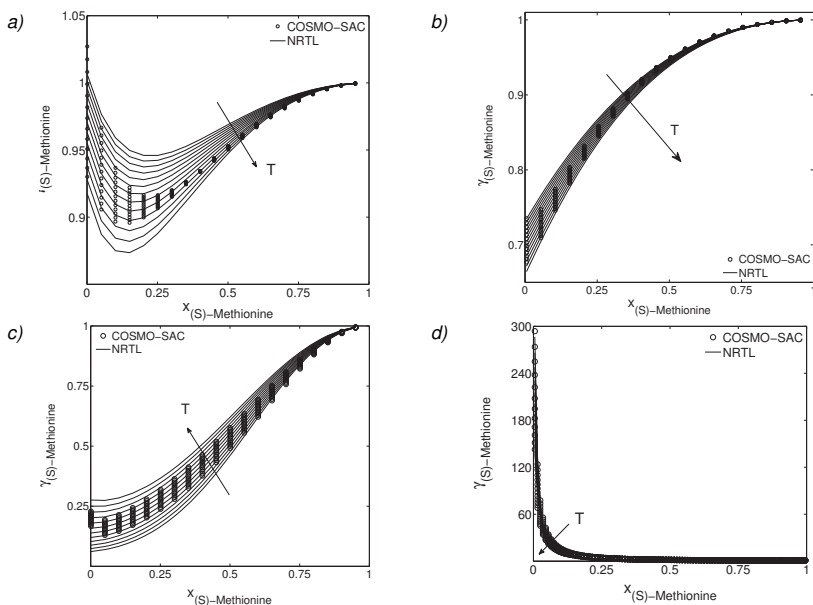 a)
1.05
1
0.95
0.9
COSMO−SAC
NRTL
T
(S)−Methionine
0 0.25 0.5 0.75 1
x(S)−Methionine
b)
1
0.9
0.8
0.7
γ(S)−Methionine
T
COSMO−SAC
NRTL
0 0.25 0.5 0.75 1
x(S)−Methionine
c)
1
0.75
0.5
0.25
COSMO−SAC
NRTL
T
γ(S)−Methionine
0 0.25 0.5 0.75 1
x(S)−Methionine
d)
300
240
180
120
60
COSMO−SAC
NRTL
T
γ(S)−Methionine
0 0.25 0.5 0.75 1
x(S)−Methionine